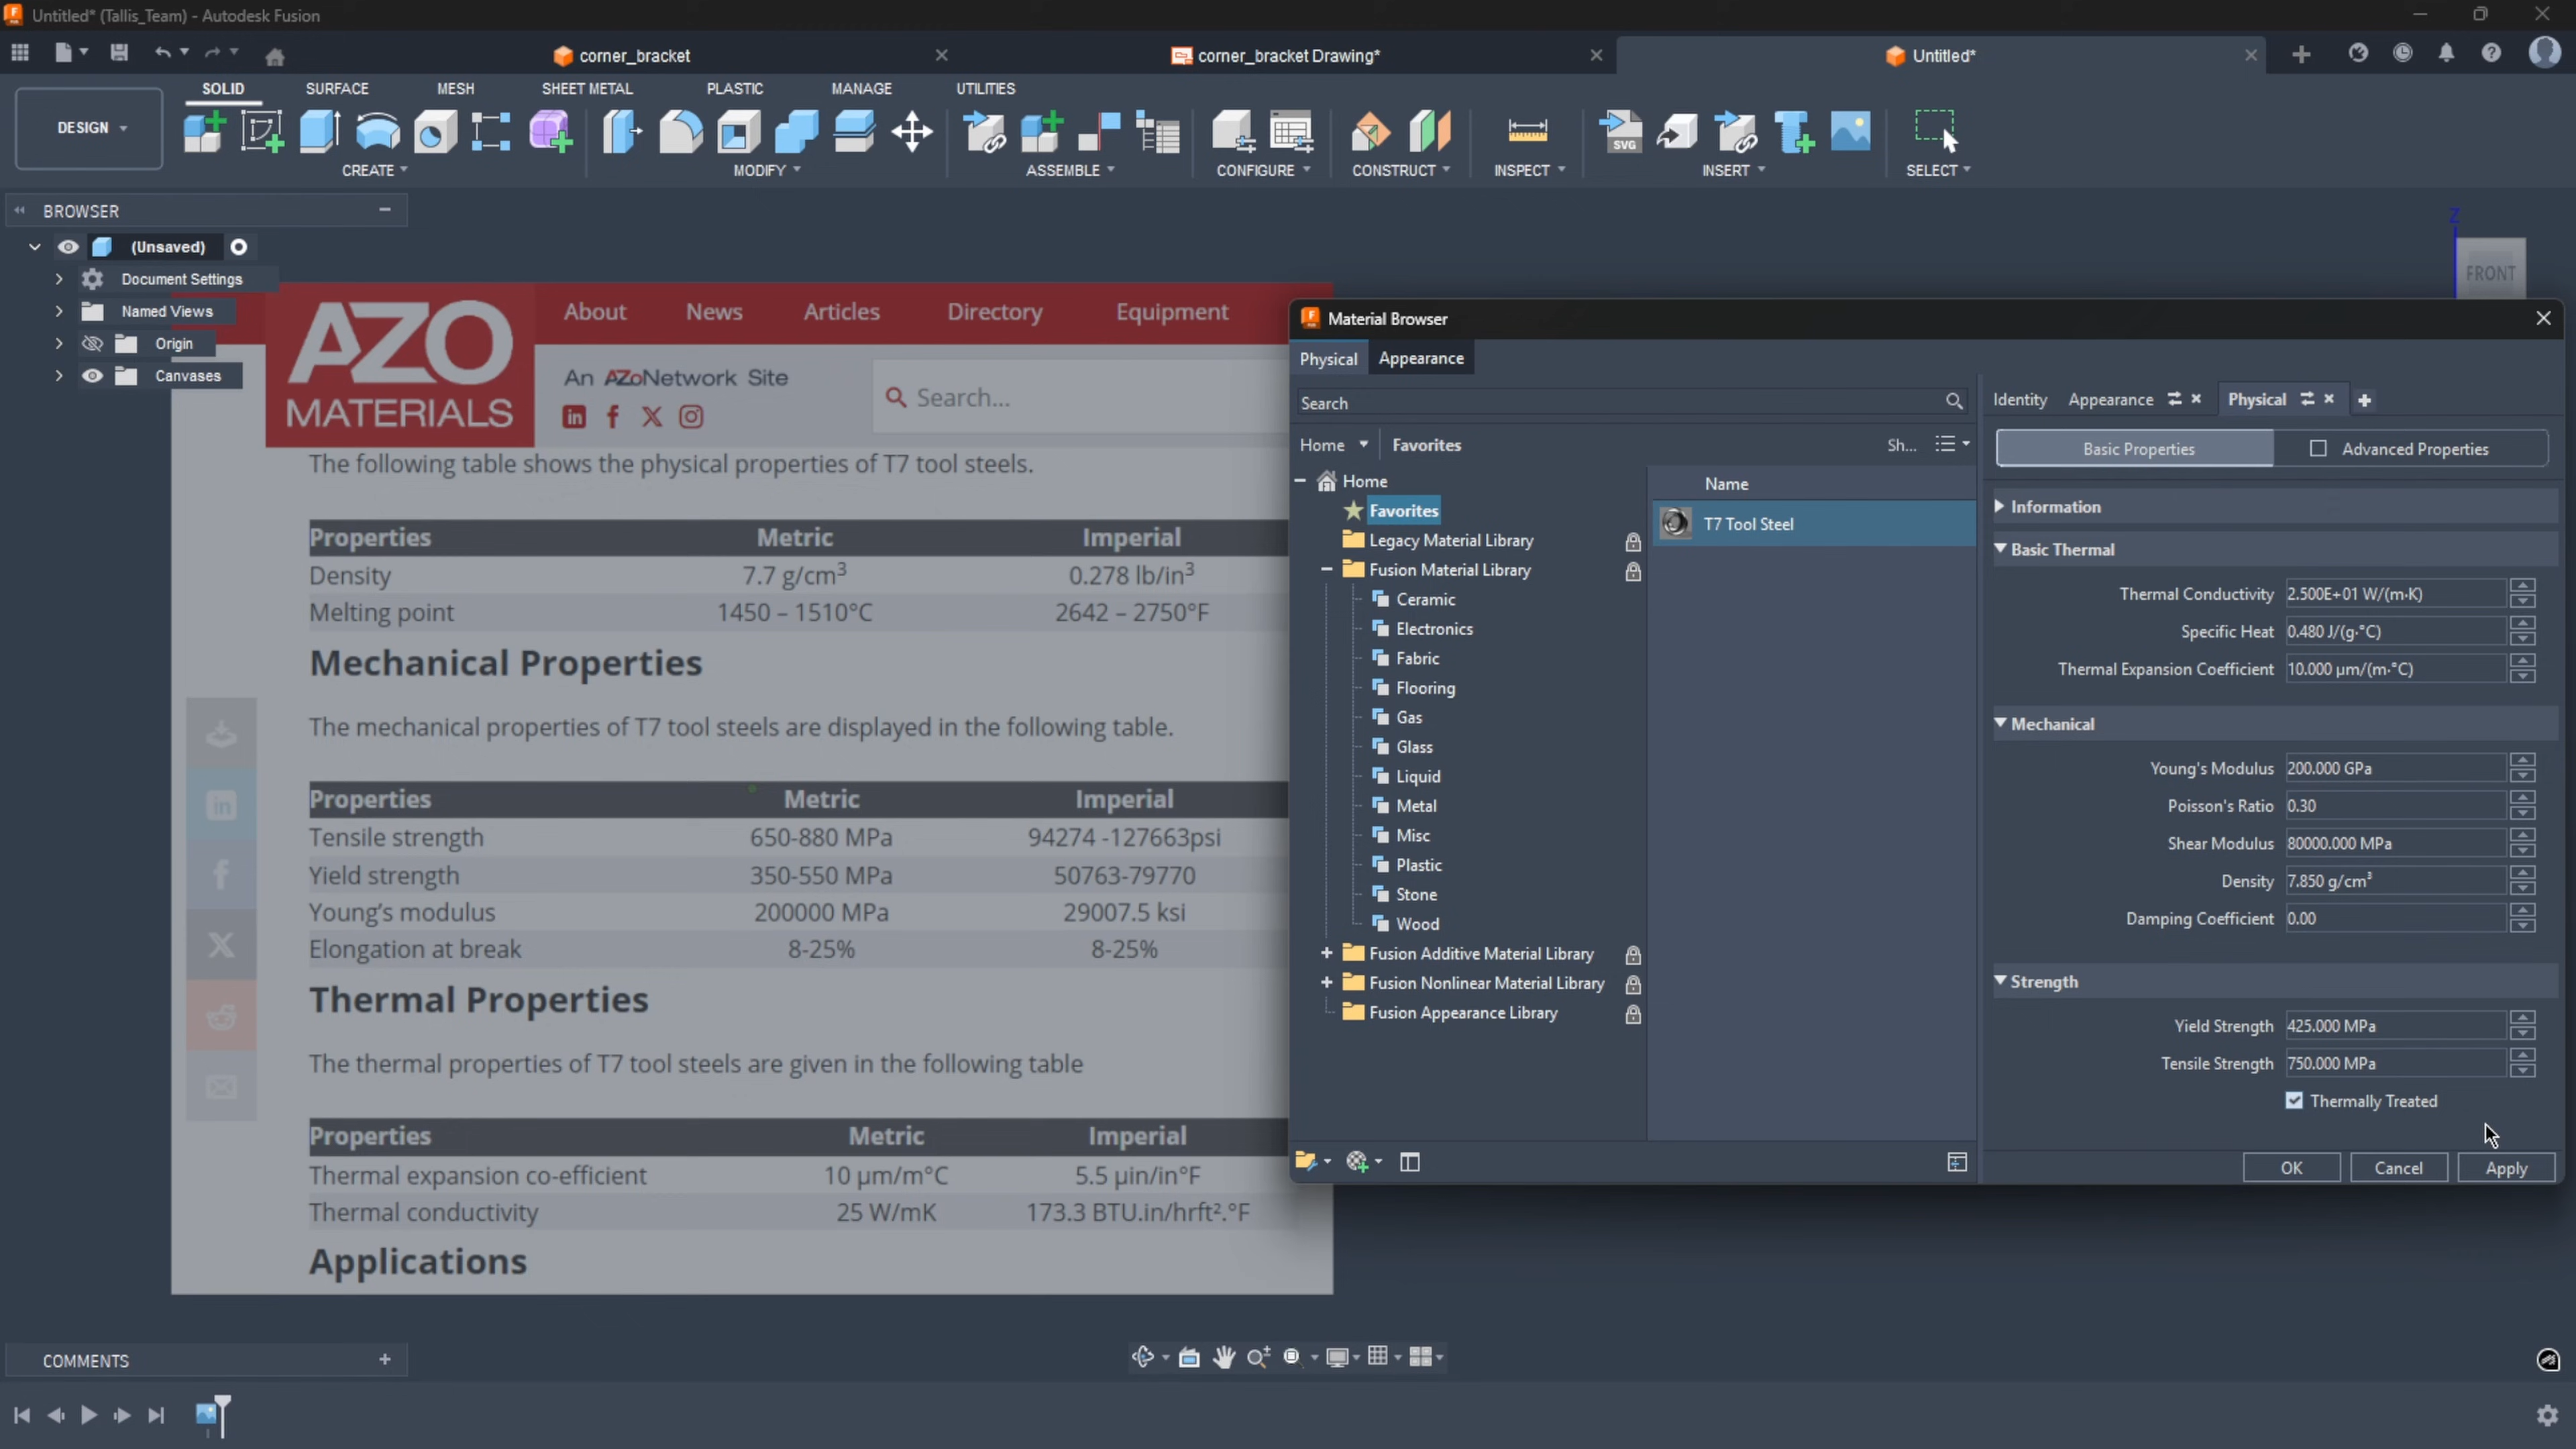 Untitled* (Tallis_Team) - Autodesk Fusion
corner_bracket
corner_bracket Drawing*
Untitled*
SOLID SURFACE MESH SHEET METAL PLASTIC MANAGE UTILITIES
DESIGN
SVG
CREATE MODIFY ASSEMBLE CONFIGURE CONSTRUCT INSPECT INSERT SELECT
BROWSER
(Unsaved)
Document Settings
Named Views
Origin
Canvases
Z
FRONT
AZO
MATERIALS
About News Articles Directory Equipment
An AZoNetwork Site
Search...
The following table shows the physical properties of T7 tool steels.
Properties Metric Imperial
Density 7.7 g/cm³ 0.278 lb/in³
Melting point 1450 – 1510°C 2642 – 2750°F
Mechanical Properties
The mechanical properties of T7 tool steels are displayed in the following table.
Properties Metric Imperial
Tensile strength 650-880 MPa 94274 -127663psi
Yield strength 350-550 MPa 50763-79770
Young’s modulus 200000 MPa 29007.5 ksi
Elongation at break 8-25% 8-25%
Thermal Properties
The thermal properties of T7 tool steels are given in the following table
Properties Metric Imperial
Thermal expansion co-efficient 10 µm/m°C 5.5 µin/in°F
Thermal conductivity 25 W/mK 173.3 BTU.in/hrft².°F
Applications
Material Browser
Physical Appearance
Search
Home Favorites Sh...
Home
Favorites
Legacy Material Library
Fusion Material Library
Ceramic
Electronics
Fabric
Flooring
Gas
Glass
Liquid
Metal
Misc
Plastic
Stone
Wood
Fusion Additive Material Library
Fusion Nonlinear Material Library
Fusion Appearance Library
Name
T7 Tool Steel
Identity Appearance Physical
Basic Properties Advanced Properties
Information
Basic Thermal
Thermal Conductivity 2.500E+01 W/(m·K)
Specific Heat 0.480 J/(g·°C)
Thermal Expansion Coefficient 10.000 µm/(m·°C)
Mechanical
Young's Modulus 200.000 GPa
Poisson's Ratio 0.30
Shear Modulus 80000.000 MPa
Density 7.850 g/cm³
Damping Coefficient 0.00
Strength
Yield Strength 425.000 MPa
Tensile Strength 750.000 MPa
Thermally Treated
OK Cancel Apply
COMMENTS